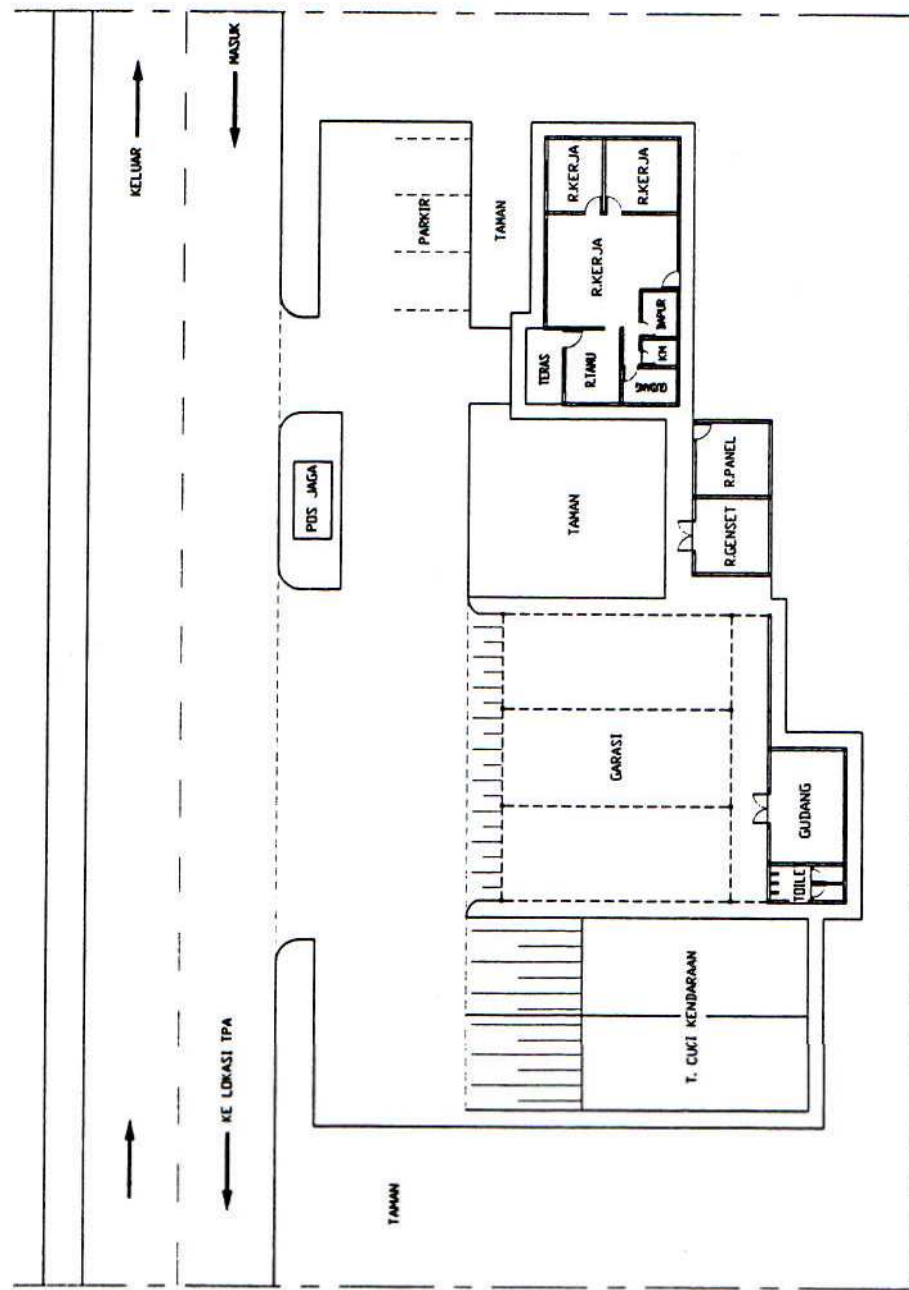 KELUAR
MASUK
KE LOKASI TPA
POS JAGA
PARKIR
TAMAN
TAMAN
TAMAN
TERAS
R.TAMU
R.KERJA
R.KERJA
R.KERJA
GUDANG
KM
DAPUR
R.PANEL
R.GENSET
GARASI
GUDANG
TOILE
T. CUCI KENDARAAN